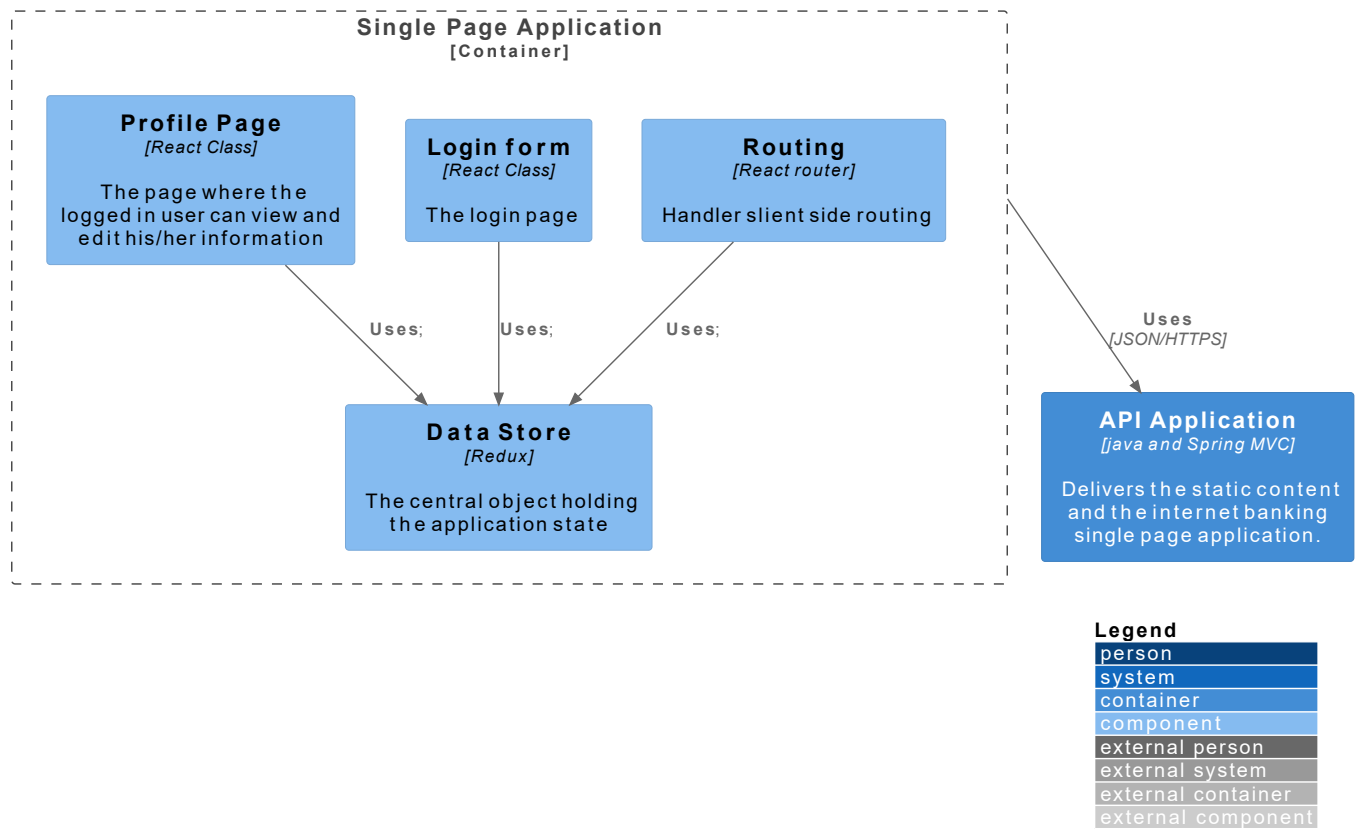 Single Page Application
[Container]
Profile Page
[React Class]
The page where the
logged in user can view and
edit his/her information
Login form
[React Class]
The login page
Routing
[React router]
Handler slient side routing
Uses;
Uses;
Uses;
Uses
[JSON/HTTPS]
Data Store
[Redux]
The central object holding
the application state
API Application
[java and Spring MVC]
Delivers the static content
and the internet banking
single page application.
Legend
person
system
container
component
external person
external system
external container
external component